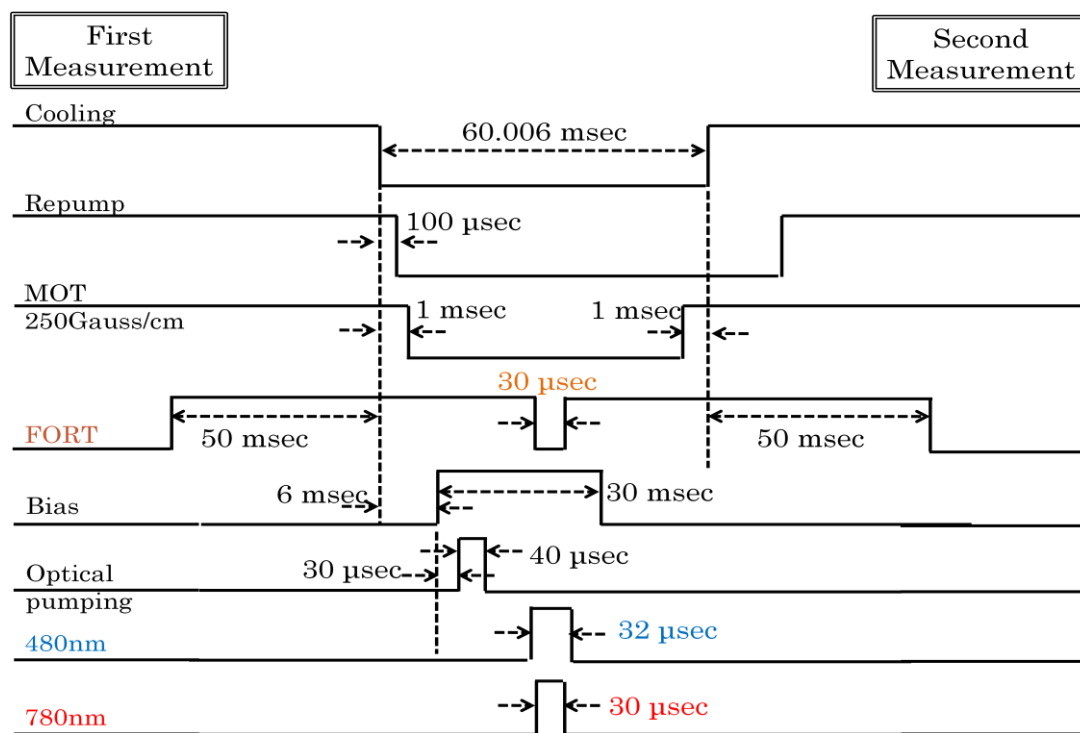 First
Measurement
Second
Measurement
Cooling
60.006 msec
Repump
100 µsec
MOT
250Gauss/cm
1 msec
1 msec
30 µsec
FORT
50 msec
50 msec
6 msec
30 msec
Bias
Optical
pumping
30 µsec
40 µsec
480nm
32 µsec
780nm
30 µsec